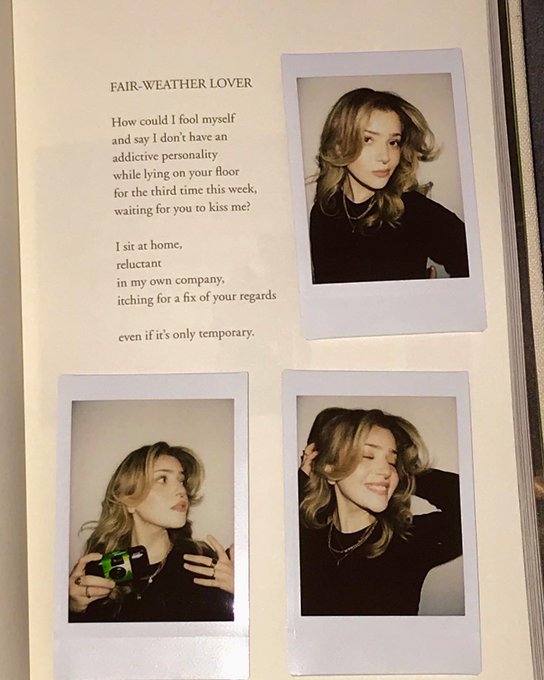 FAIR-WEATHER LOVER
How could I fool myself
and say I don't have an
addictive personality
while lying on your floor
for the third time this week,
waiting for you to kiss me?
I sit at home,
reluctant
in my own company,
itching for a fix of your regards
even if it's only temporary.